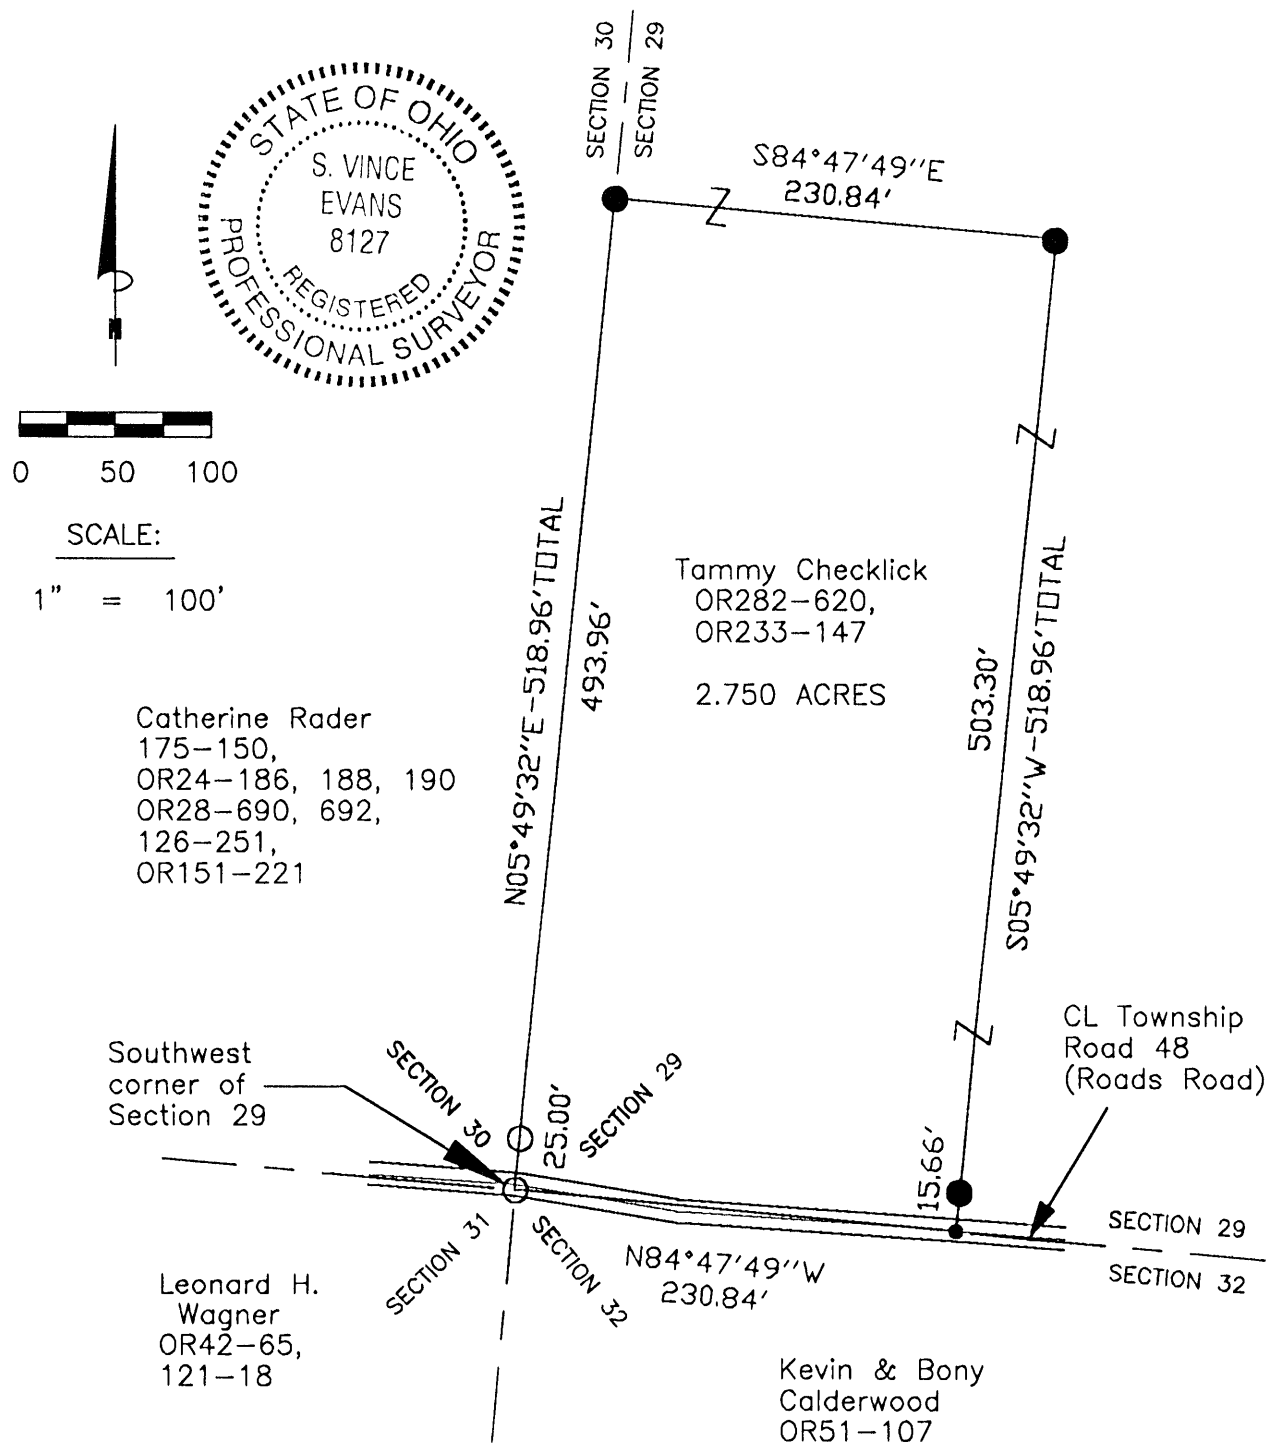 SECTION 30
SECTION 29
STATE OF OHIO
S. VINCE
EVANS
8127
REGISTERED
PROFESSIONAL SURVEYOR
S84°47'49''E
230.84'
N
0 50 100
SCALE:
1" = 100'
N05°49'32''E-518.96'TOTAL
493.96'
Tammy Checklick
OR282-620,
OR233-147
2.750 ACRES
503.30'
S05°49'32''W-518.96'TOTAL
Catherine Rader
175-150,
OR24-186, 188, 190
OR28-690, 692,
126-251,
OR151-221
CL Township
Road 48
(Roads Road)
Southwest
corner of
Section 29
SECTION 30
25.00'
SECTION 29
15.66'
SECTION 31
SECTION 32
N84°47'49''W
230.84'
SECTION 29
SECTION 32
Leonard H.
Wagner
OR42-65,
121-18
Kevin & Bony
Calderwood
OR51-107